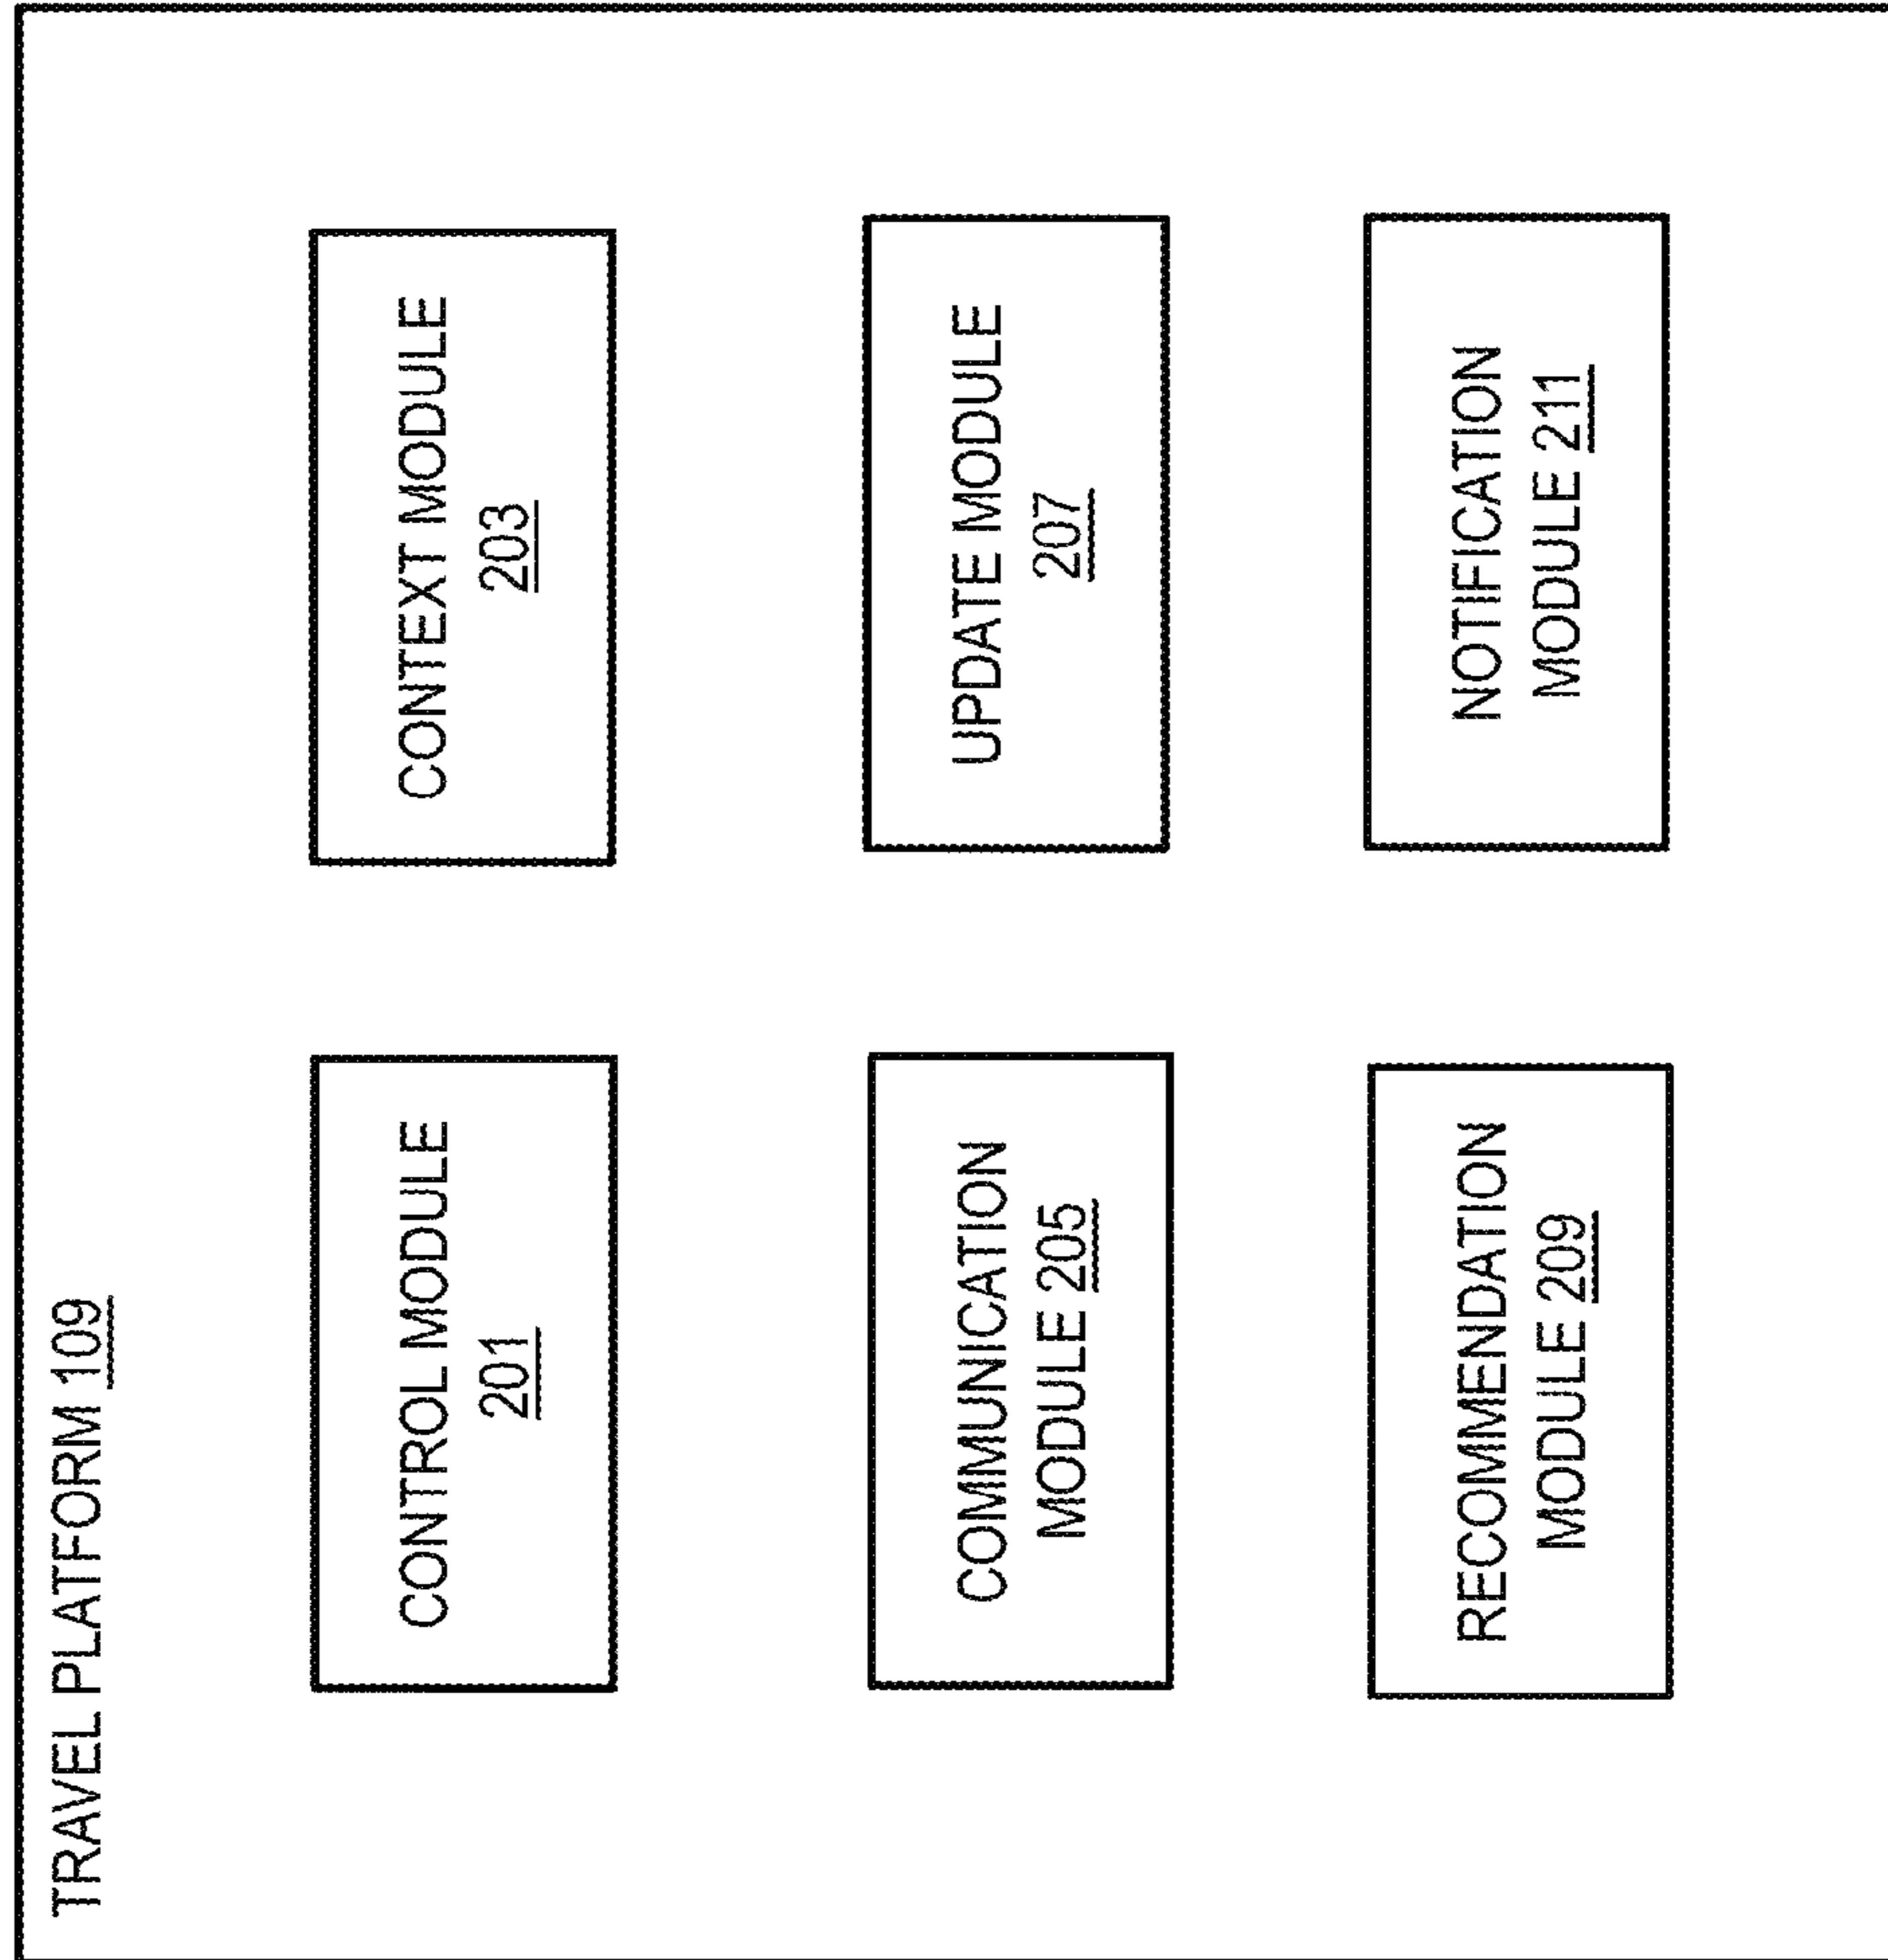 TRAVEL PLATFORM 109
CONTROL MODULE
201
CONTEXT MODULE
203
COMMUNICATION
MODULE 205
UPDATE MODULE
207
RECOMMENDATION
MODULE 209
NOTIFICATION
MODULE 211